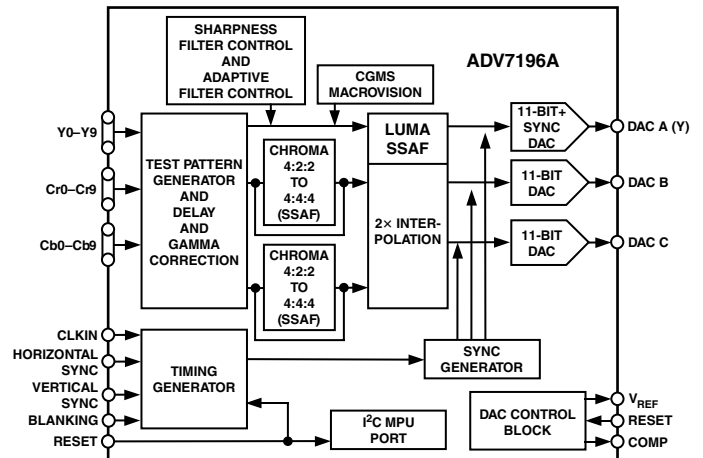 SHARPNESS
FILTER CONTROL
AND
ADAPTIVE
FILTER CONTROL
CGMS
MACROVISION
ADV7196A
Y0–Y9
Cr0–Cr9
Cb0–Cb9
TEST PATTERN
GENERATOR
AND
DELAY
AND
GAMMA
CORRECTION
CHROMA
4:2:2
TO
4:4:4
(SSAF)
CHROMA
4:2:2
TO
4:4:4
(SSAF)
LUMA
SSAF
2× INTER-
POLATION
11-BIT+
SYNC
DAC
11-BIT
DAC
11-BIT
DAC
DAC A (Y)
DAC B
DAC C
CLKIN
HORIZONTAL
SYNC
VERTICAL
SYNC
BLANKING
RESET
TIMING
GENERATOR
SYNC
GENERATOR
I²C MPU
PORT
DAC CONTROL
BLOCK
VREF
RESET
COMP